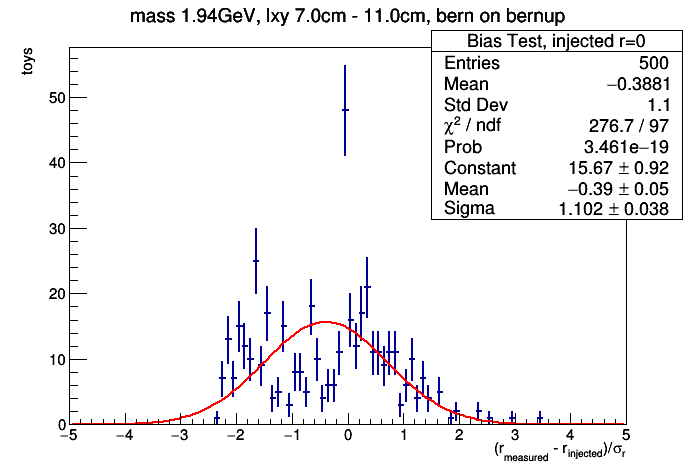 mass 1.94GeV, lxy 7.0cm - 11.0cm, bern on bernup
Bias Test, injected r=0
Entries 500
Mean −0.3881
Std Dev 1.1
χ² / ndf 276.7 / 97
Prob 3.461e−19
Constant 15.67 ± 0.92
Mean −0.39 ± 0.05
Sigma 1.102 ± 0.038
toys
50
40
30
20
10
0
−5 −4 −3 −2 −1 0 1 2 3 4 5
(r_measured - r_injected)/σ_r